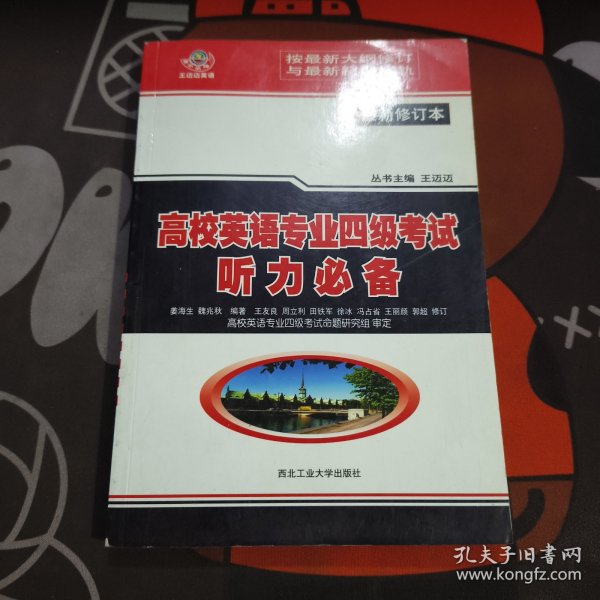 王迈迈英语
按最新大纲修订
与最新
修订本
丛书主编 王迈迈
高校英语专业四级考试
听力必备
姜海生 魏兆秋 编著 王友良 周立利 田铁军 徐冰 冯占省 王丽颜 郭超 修订
高校英语专业四级考试命题研究组 审定
西北工业大学出版社
孔夫子旧书网
www.kongfz.com